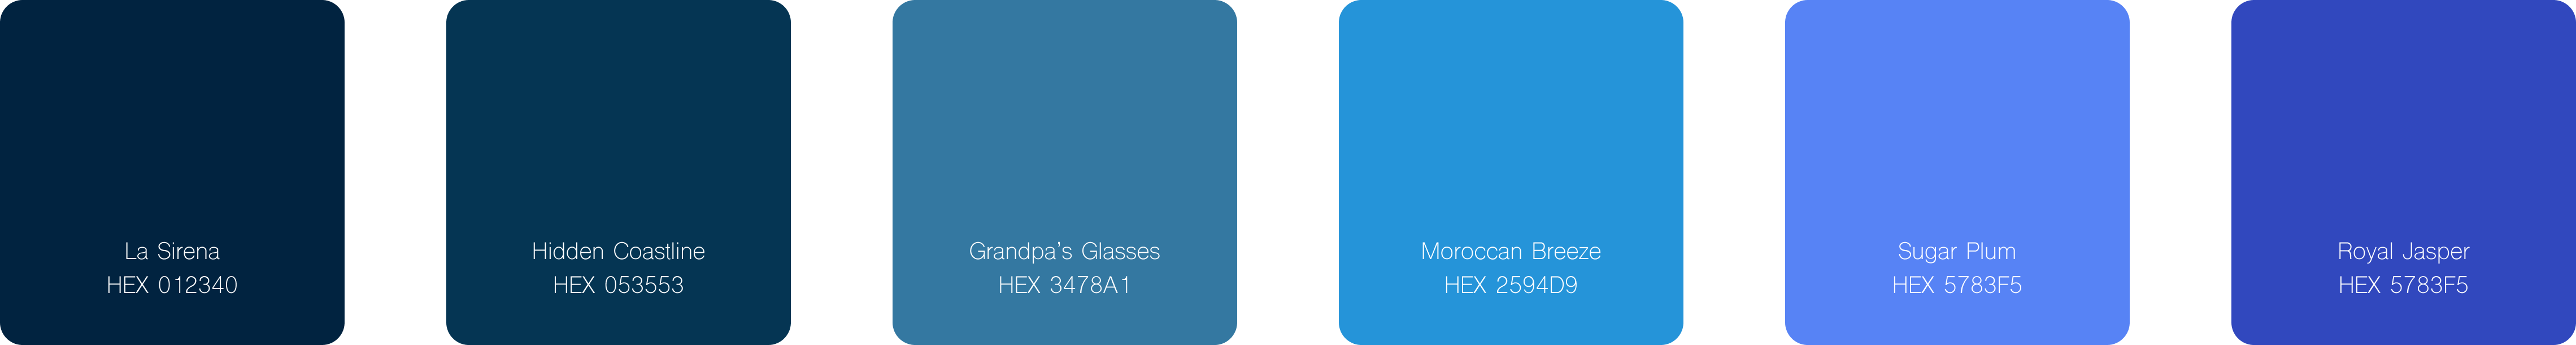 La Sirena
HEX 012340
Hidden Coastline
HEX 053553
Grandpa’s Glasses
HEX 3478A1
Moroccan Breeze
HEX 2594D9
Sugar Plum
HEX 5783F5
Royal Jasper
HEX 5783F5